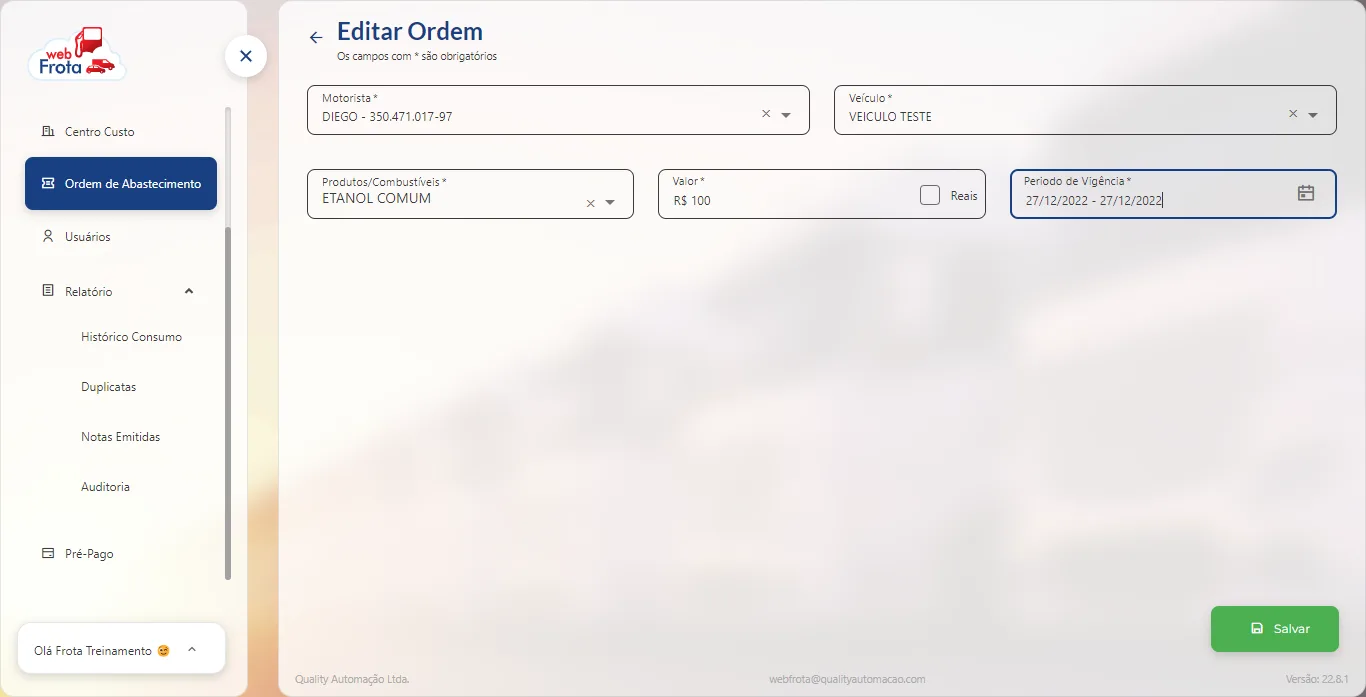 web
Frota
Centro Custo
Ordem de Abastecimento
Usuários
Relatório
Histórico Consumo
Duplicatas
Notas Emitidas
Auditoria
Pré-Pago
Olá Frota Treinamento
Editar Ordem
Os campos com * são obrigatórios
Motorista *
DIEGO - 350.471.017-97
Veículo *
VEICULO TESTE
Produtos/Combustíveis *
ETANOL COMUM
Valor *
R$ 100
Reais
Periodo de Vigência *
27/12/2022 - 27/12/2022
Salvar
Quality Automação Ltda.
webfrota@qualityautomacao.com
Versão: 22.8.1